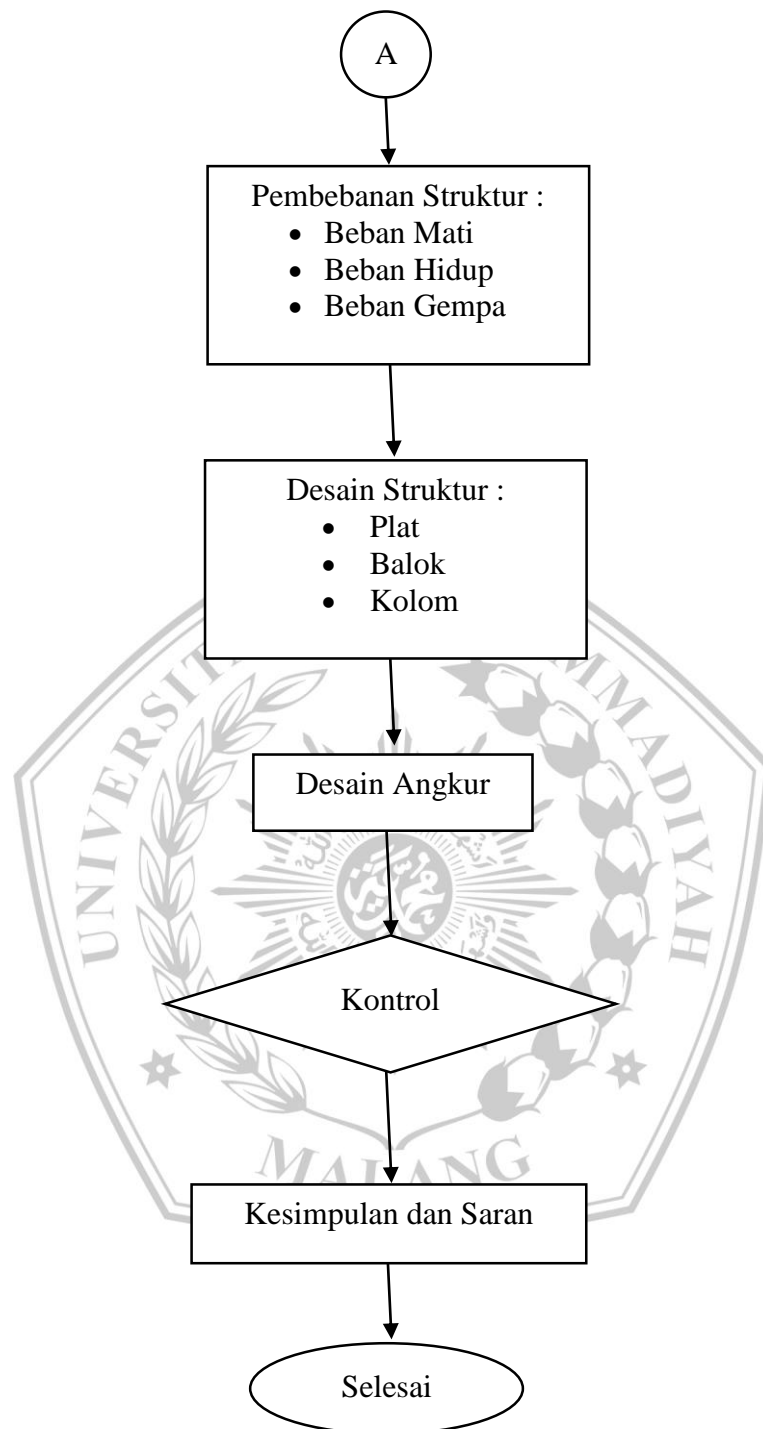 A
Pembebanan Struktur :
• Beban Mati
• Beban Hidup
• Beban Gempa
Desain Struktur :
• Plat
• Balok
• Kolom
Desain Angkur
Kontrol
Kesimpulan dan Saran
Selesai
MALANG